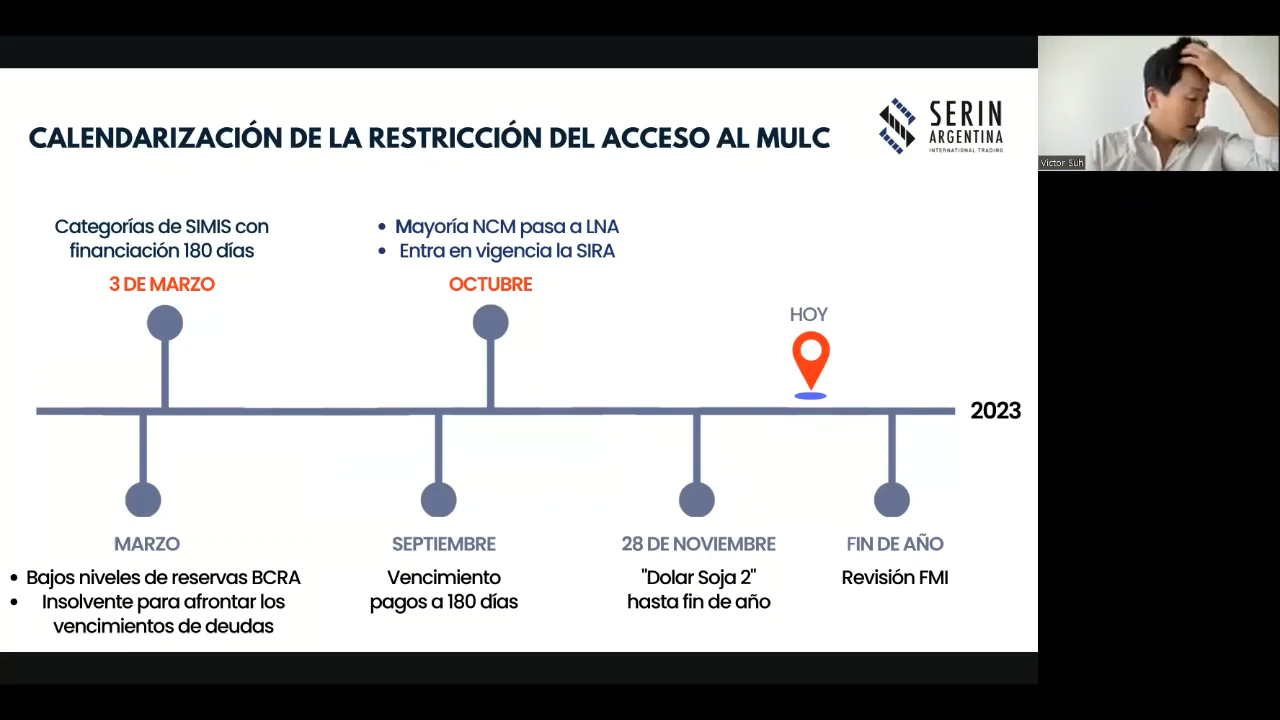 CALENDARIZACIÓN DE LA RESTRICCIÓN DEL ACCESO AL MULC
SERIN
ARGENTINA
INTERNATIONAL TRADING
Victor Suh
Categorías de SIMIS con
financiación 180 días
3 DE MARZO
• Mayoría NCM pasa a LNA
• Entra en vigencia la SIRA
OCTUBRE
HOY
2023
MARZO
• Bajos niveles de reservas BCRA
• Insolvente para afrontar los
vencimientos de deudas
SEPTIEMBRE
Vencimiento
pagos a 180 días
28 DE NOVIEMBRE
"Dolar Soja 2"
hasta fin de año
FIN DE AÑO
Revisión FMI